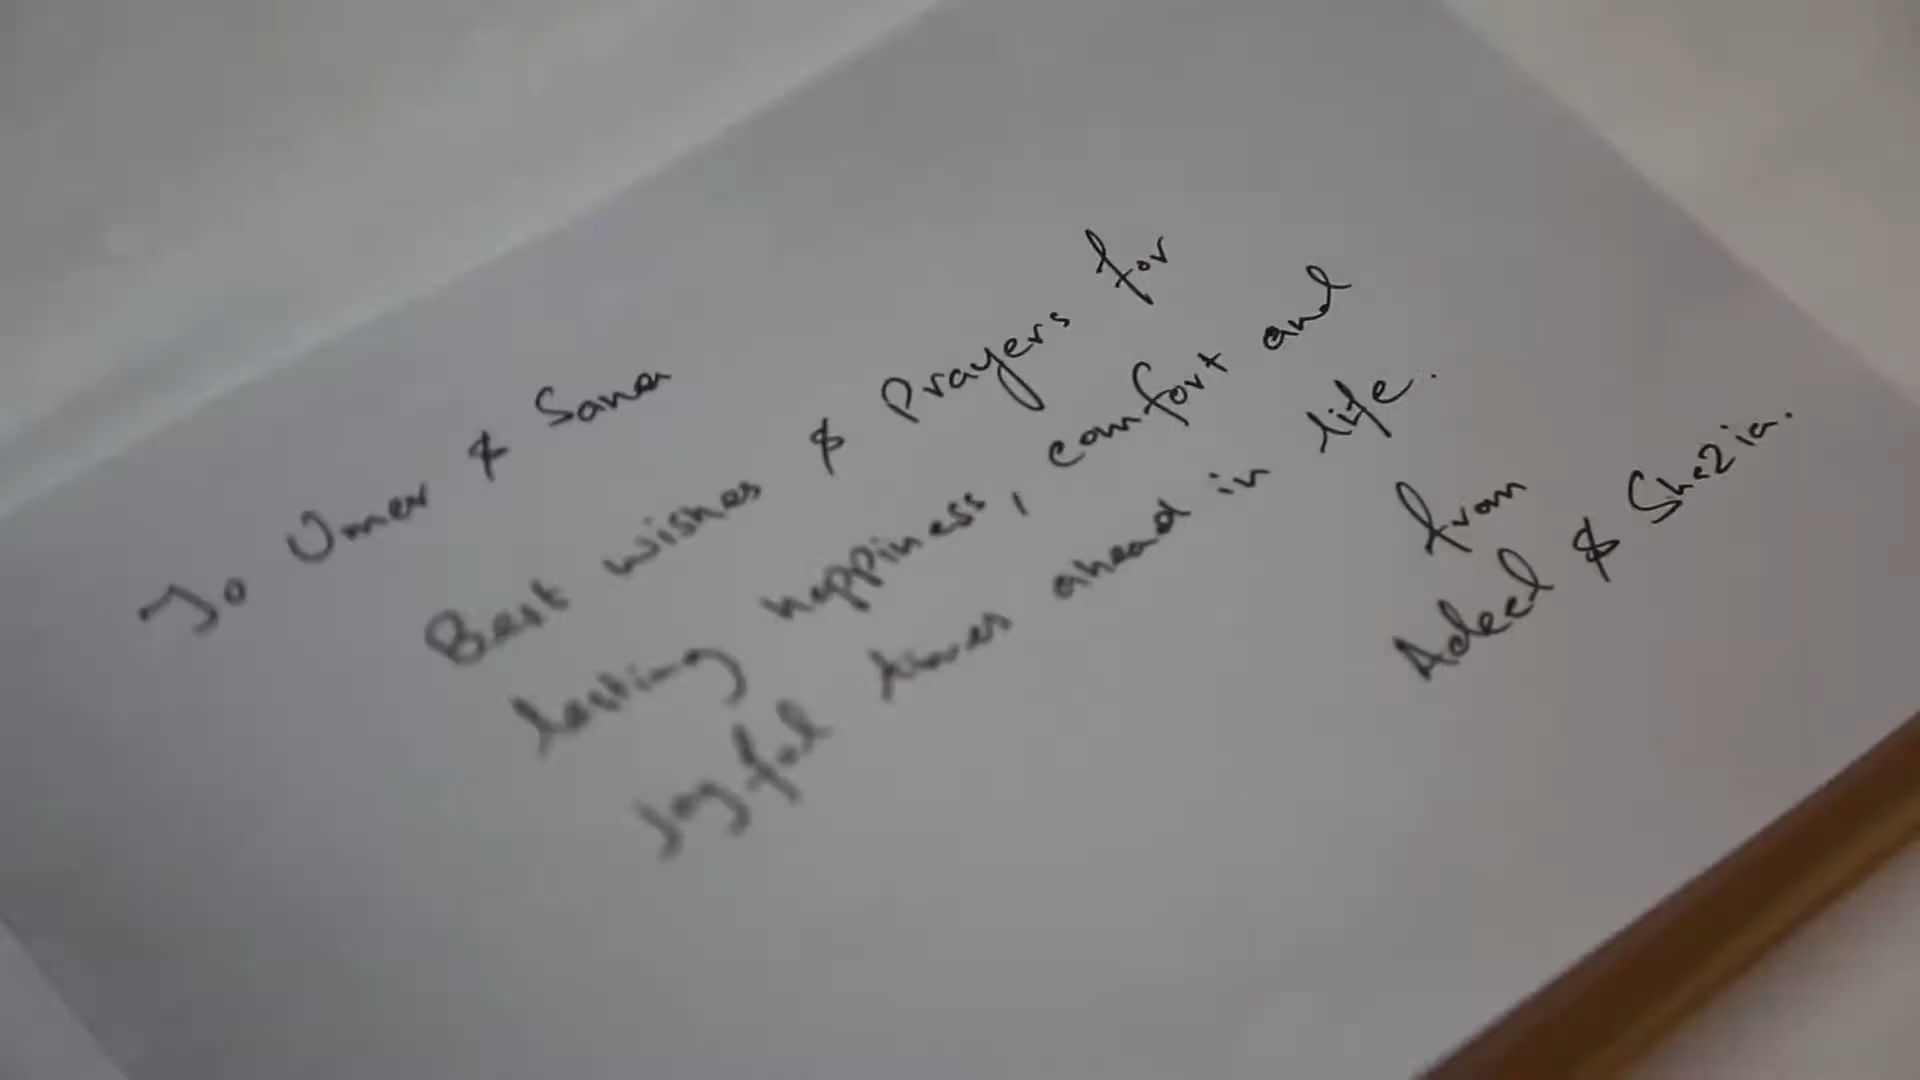 To Umer & Sana
Best wishes & Prayers for
lasting happiness, comfort and
Joyful times ahead in life.
from
Adeel & Shazia.